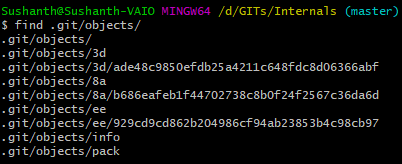 Sushanth@Sushanth-VAIO MINGW64 /d/GITs/Internals (master)
$ find .git/objects/
.git/objects/
.git/objects/3d
.git/objects/3d/ade48c9850efdb25a4211c648fdc8d06366abf
.git/objects/8a
.git/objects/8a/b686eafeb1f44702738c8b0f24f2567c36da6d
.git/objects/ee
.git/objects/ee/929cd9cd862b204986cf94ab23853b4c98cb97
.git/objects/info
.git/objects/pack